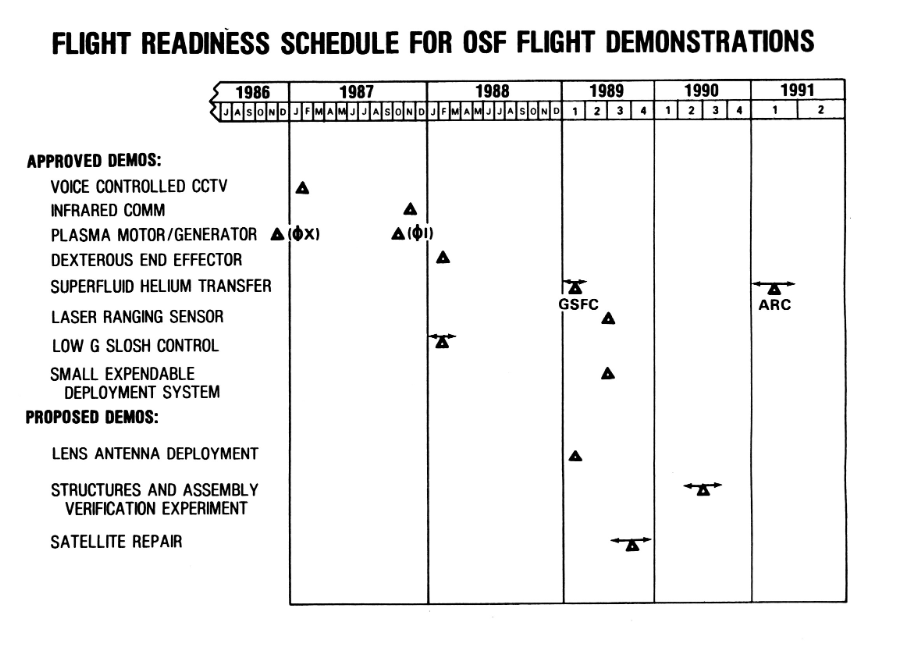 FLIGHT READINESS SCHEDULE FOR OSF FLIGHT DEMONSTRATIONS
1986 1987 1988 1989 1990 1991
J A S O N D J F M A M J J A S O N D J F M A M J J A S O N D 1 2 3 4 1 2 3 4 1 2
APPROVED DEMOS:
VOICE CONTROLLED CCTV
INFRARED COMM
PLASMA MOTOR/GENERATOR (ΦX) (ΦI)
DEXTEROUS END EFFECTOR
SUPERFLUID HELIUM TRANSFER
GSFC ARC
LASER RANGING SENSOR
LOW G SLOSH CONTROL
SMALL EXPENDABLE
DEPLOYMENT SYSTEM
PROPOSED DEMOS:
LENS ANTENNA DEPLOYMENT
STRUCTURES AND ASSEMBLY
VERIFICATION EXPERIMENT
SATELLITE REPAIR